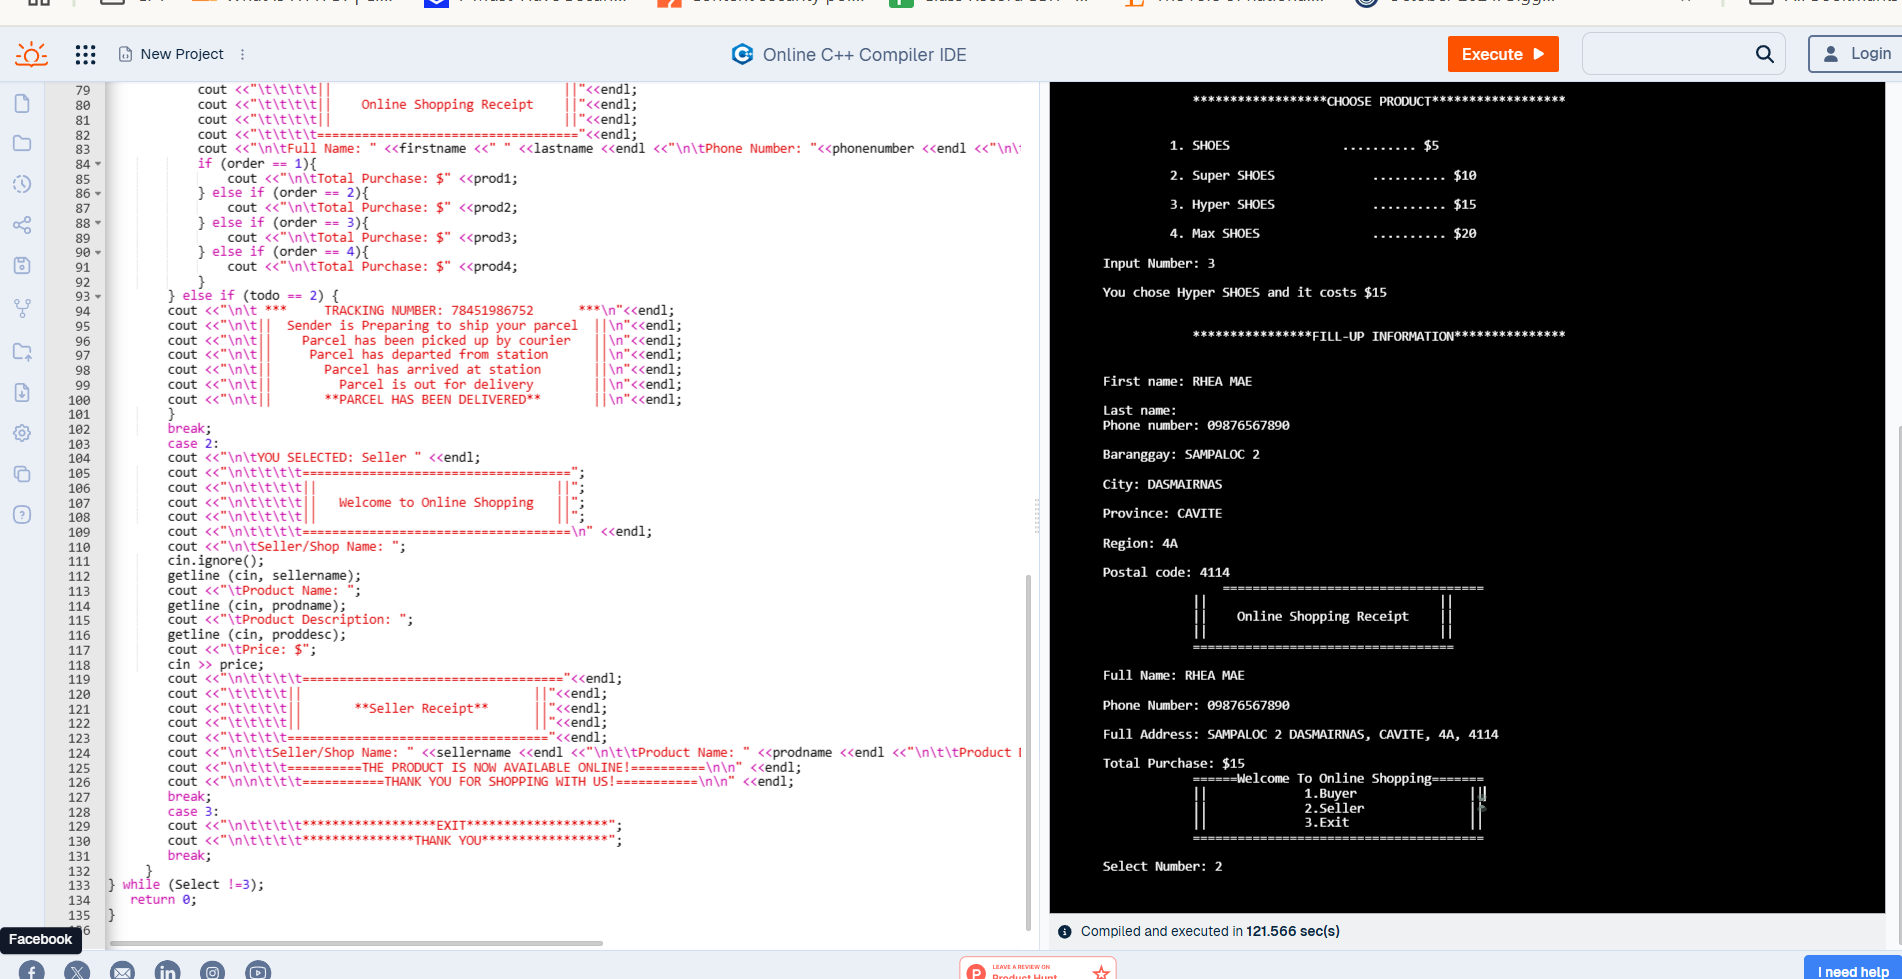 New Project
Online C++ Compiler IDE
Execute
Login
79 cout <<"\t\t\t\t||                               ||"<<endl;
80 cout <<"\t\t\t\t||    Online Shopping Receipt    ||"<<endl;
81 cout <<"\t\t\t\t||                               ||"<<endl;
82 cout <<"\t\t\t\t==================================="<<endl;
83 cout <<"\n\tFull Name: " <<firstname <<" " <<lastname <<endl <<"\n\tPhone Number: "<<phonenumber <<endl <<"\n\t
84 if (order == 1){
85 cout <<"\n\tTotal Purchase: $" <<prod1;
86 } else if (order == 2){
87 cout <<"\n\tTotal Purchase: $" <<prod2;
88 } else if (order == 3){
89 cout <<"\n\tTotal Purchase: $" <<prod3;
90 } else if (order == 4){
91 cout <<"\n\tTotal Purchase: $" <<prod4;
92 }
93 } else if (todo == 2) {
94 cout <<"\n\t ***     TRACKING NUMBER: 78451986752      ***\n"<<endl;
95 cout <<"\n\t||  Sender is Preparing to ship your parcel  ||\n"<<endl;
96 cout <<"\n\t||    Parcel has been picked up by courier   ||\n"<<endl;
97 cout <<"\n\t||     Parcel has departed from station      ||\n"<<endl;
98 cout <<"\n\t||       Parcel has arrived at station       ||\n"<<endl;
99 cout <<"\n\t||         Parcel is out for delivery        ||\n"<<endl;
100 cout <<"\n\t||       **PARCEL HAS BEEN DELIVERED**       ||\n"<<endl;
101 }
102 break;
103 case 2:
104 cout <<"\n\tYOU SELECTED: Seller " <<endl;
105 cout <<"\n\t\t\t\t====================================";
106 cout <<"\n\t\t\t\t||                                ||";
107 cout <<"\n\t\t\t\t||   Welcome to Online Shopping   ||";
108 cout <<"\n\t\t\t\t||                                ||";
109 cout <<"\n\t\t\t\t====================================\n" <<endl;
110 cout <<"\n\tSeller/Shop Name: ";
111 cin.ignore();
112 getline (cin, sellername);
113 cout <<"\tProduct Name: ";
114 getline (cin, prodname);
115 cout <<"\tProduct Description: ";
116 getline (cin, proddesc);
117 cout <<"\tPrice: $";
118 cin >> price;
119 cout <<"\n\t\t\t\t==================================="<<endl;
120 cout <<"\t\t\t\t||                               ||"<<endl;
121 cout <<"\t\t\t\t||       **Seller Receipt**      ||"<<endl;
122 cout <<"\t\t\t\t||                               ||"<<endl;
123 cout <<"\t\t\t\t==================================="<<endl;
124 cout <<"\n\t\tSeller/Shop Name: " <<sellername <<endl <<"\n\t\tProduct Name: " <<prodname <<endl <<"\n\t\tProduct D
125 cout <<"\n\t\t\t==========THE PRODUCT IS NOW AVAILABLE ONLINE!==========\n\n" <<endl;
126 cout <<"\n\n\t\t\t===========THANK YOU FOR SHOPPING WITH US!===========\n\n" <<endl;
127 break;
128 case 3:
129 cout <<"\n\t\t\t\t******************EXIT*******************";
130 cout <<"\n\t\t\t\t***************THANK YOU*****************";
131 break;
132 }
133 } while (Select !=3);
134 return 0;
135 }
******************CHOOSE PRODUCT******************
1. SHOES .......... $5
2. Super SHOES .......... $10
3. Hyper SHOES .......... $15
4. Max SHOES .......... $20
Input Number: 3
You chose Hyper SHOES and it costs $15
****************FILL-UP INFORMATION***************
First name: RHEA MAE
Last name:
Phone number: 09876567890
Baranggay: SAMPALOC 2
City: DASMAIRNAS
Province: CAVITE
Region: 4A
Postal code: 4114
===================================
||                               ||
||    Online Shopping Receipt    ||
||                               ||
===================================
Full Name: RHEA MAE
Phone Number: 09876567890
Full Address: SAMPALOC 2 DASMAIRNAS, CAVITE, 4A, 4114
Total Purchase: $15
======Welcome To Online Shopping=======
||             1.Buyer               ||
||             2.Seller              ||
||             3.Exit                ||
=======================================
Select Number: 2
Compiled and executed in 121.566 sec(s)
Facebook
LEAVE A REVIEW ON
Product Hunt
I need help